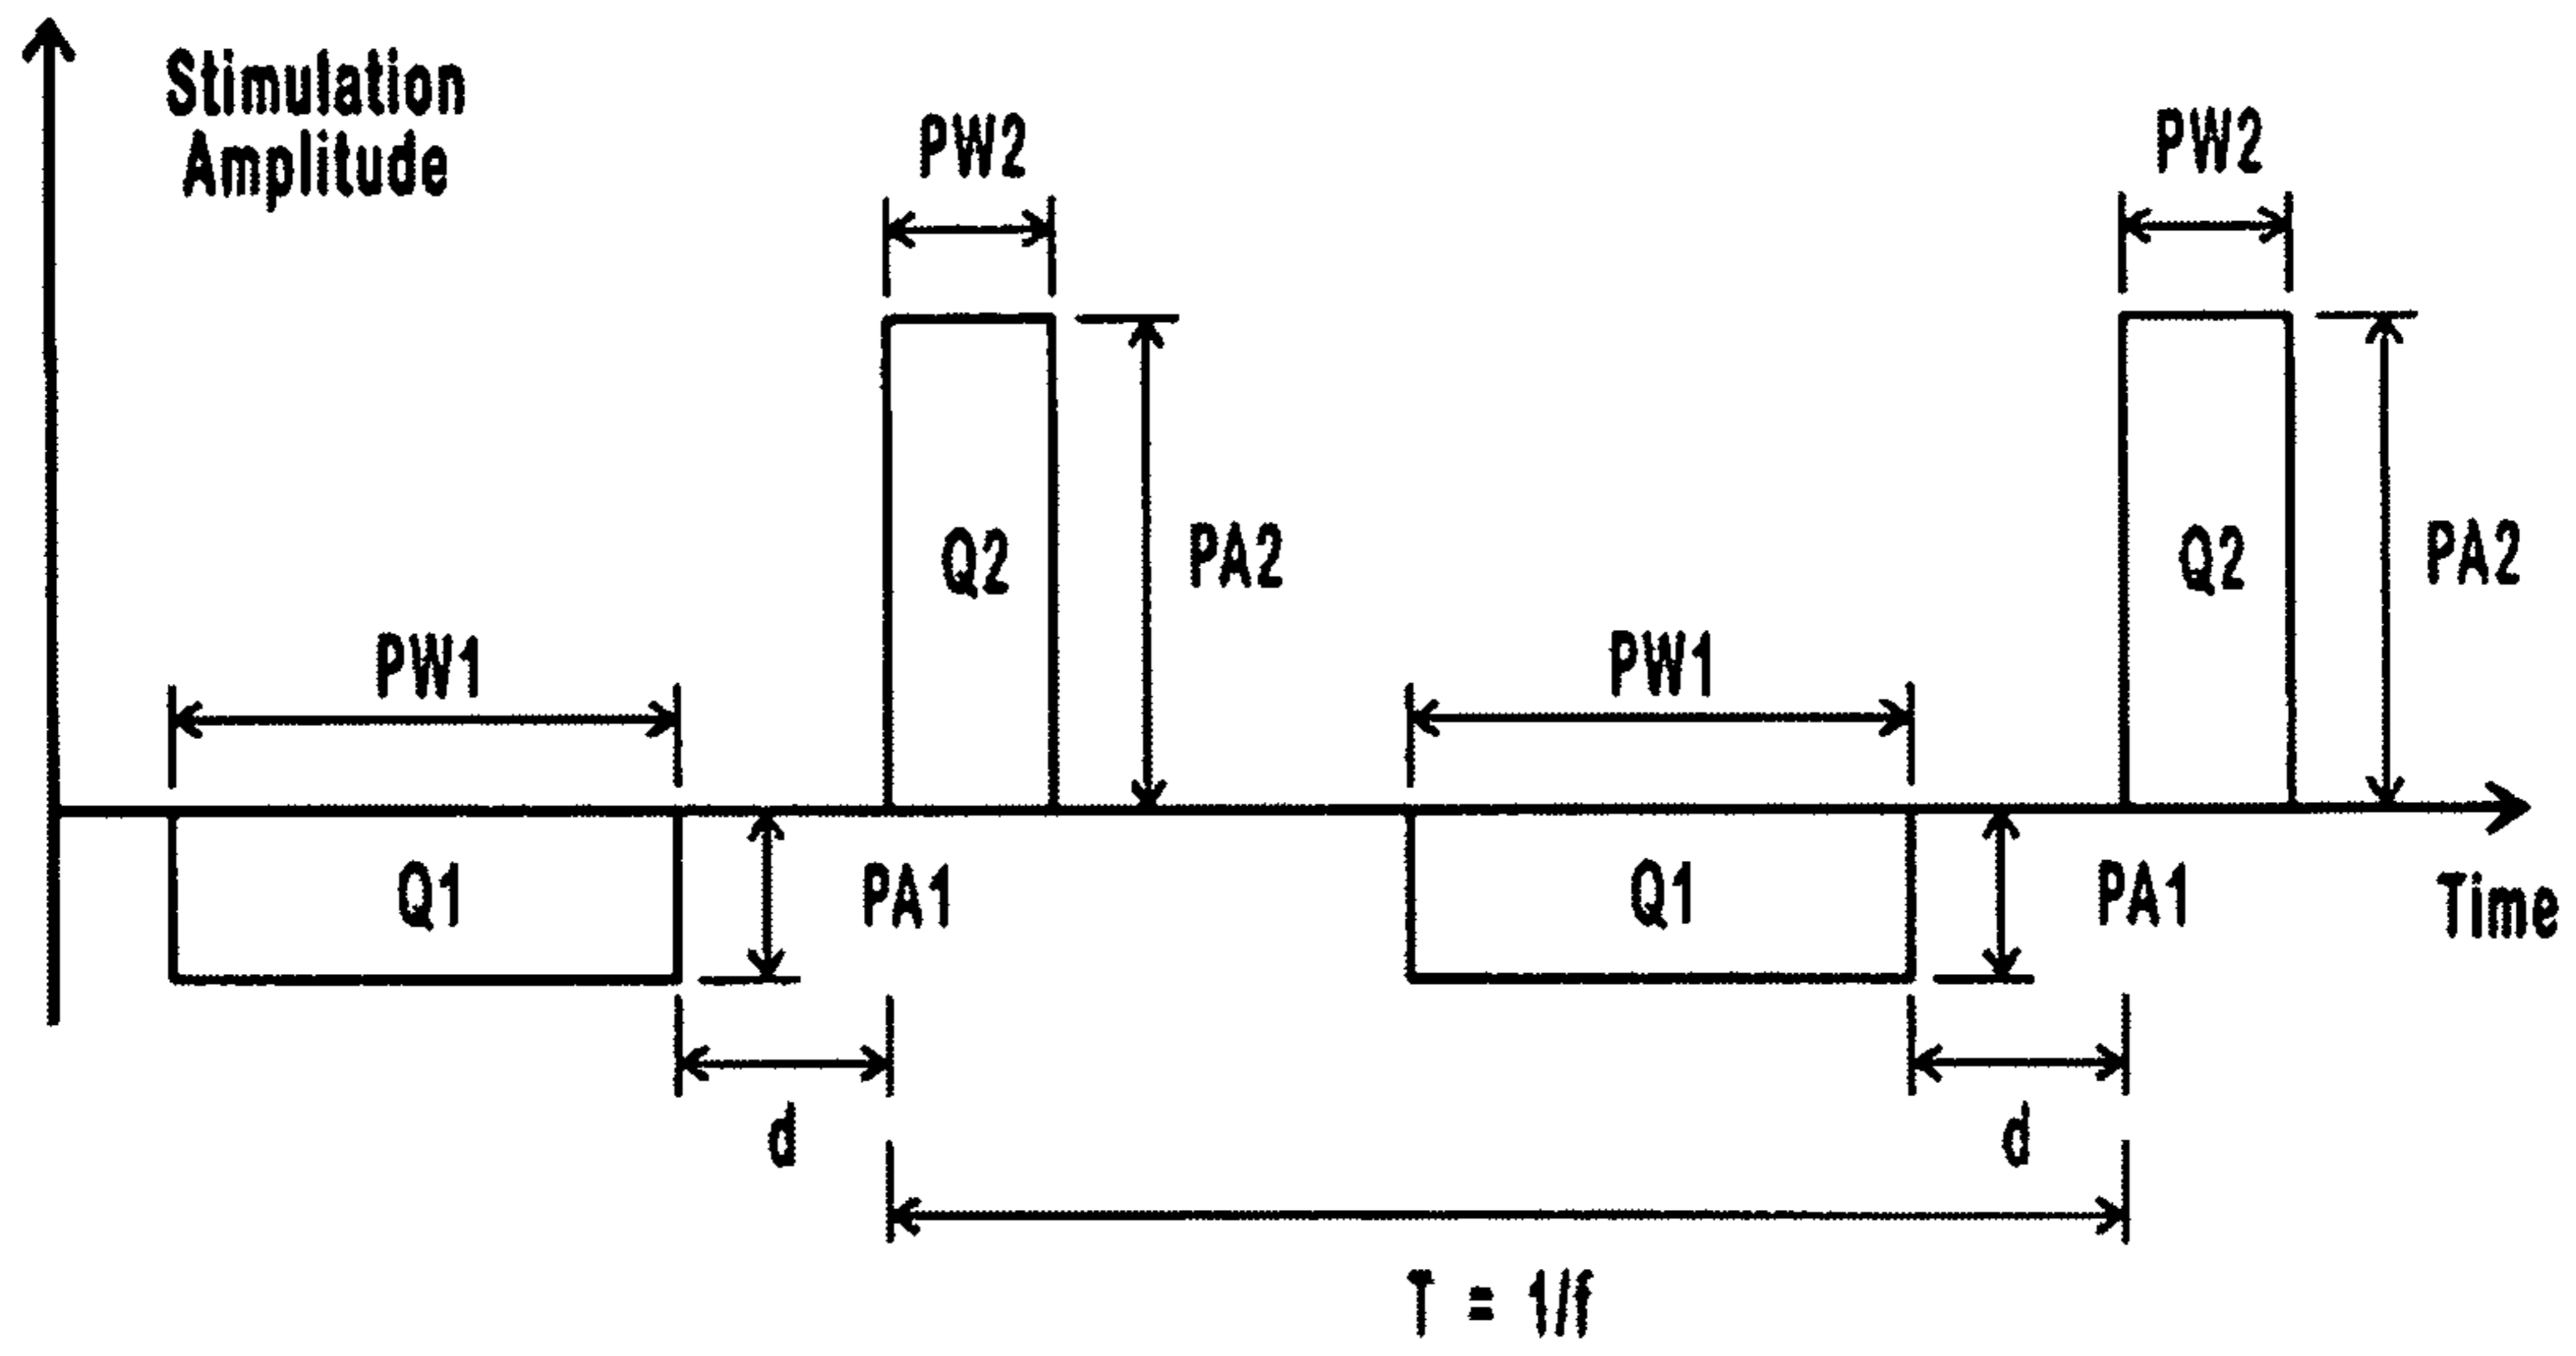 Stimulation
Amplitude
PW2
PW2
Q2
PA2
Q2
PA2
PW1
PW1
Q1
PA1
Q1
PA1
Time
d
d
T = 1/f